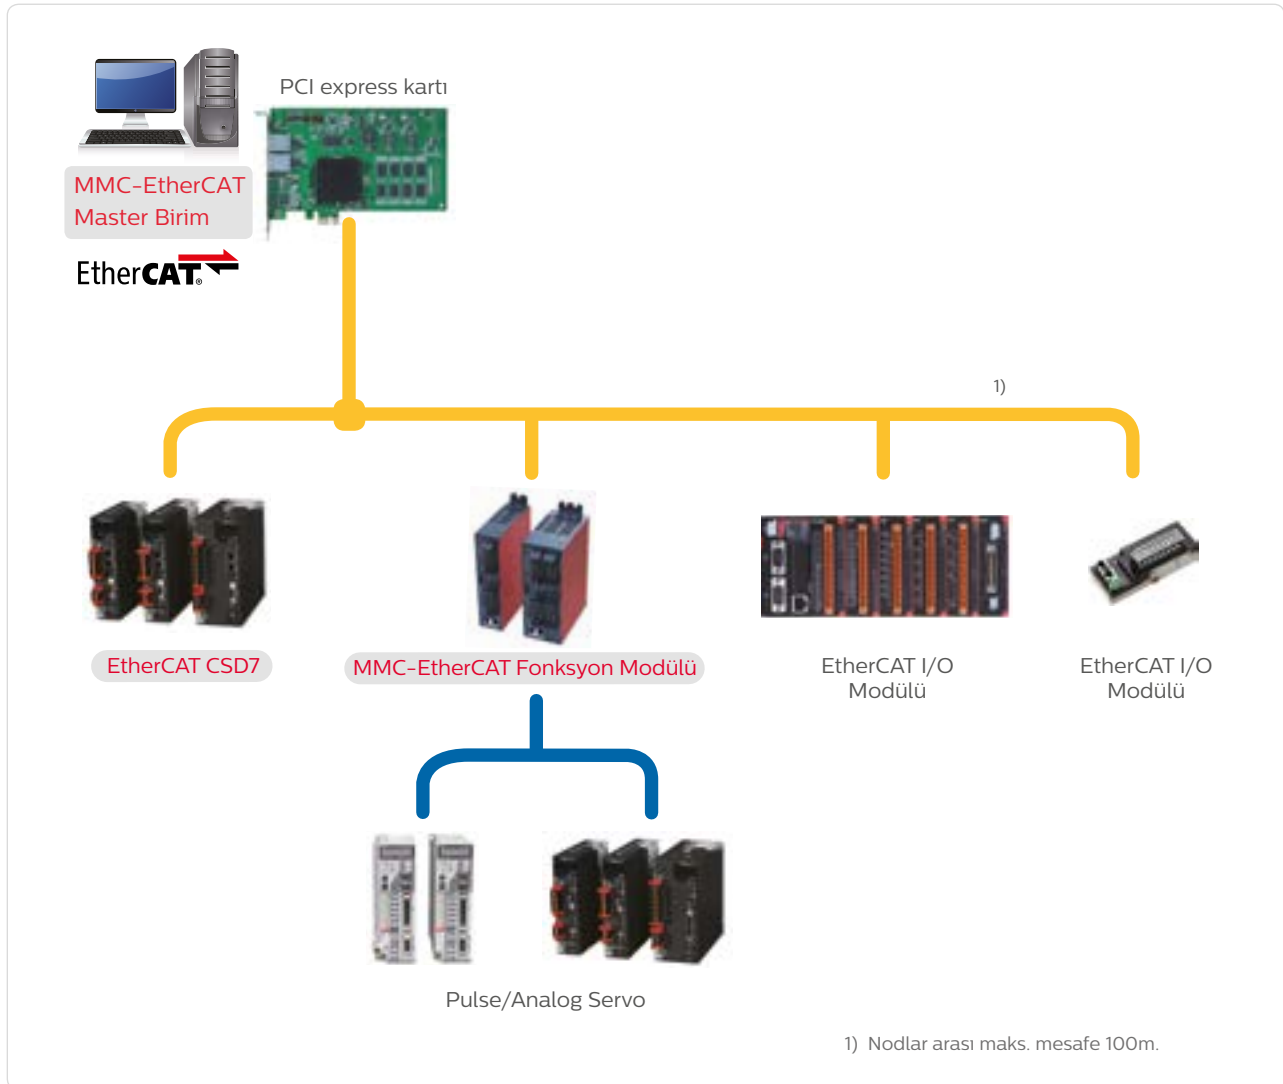 PCI express kartı
MMC-EtherCAT
Master Birim
EtherCAT®
1)
EtherCAT CSD7
MMC-EtherCAT Fonksyon Modülü
EtherCAT I/O
Modülü
EtherCAT I/O
Modülü
Pulse/Analog Servo
1) Nodlar arası maks. mesafe 100m.